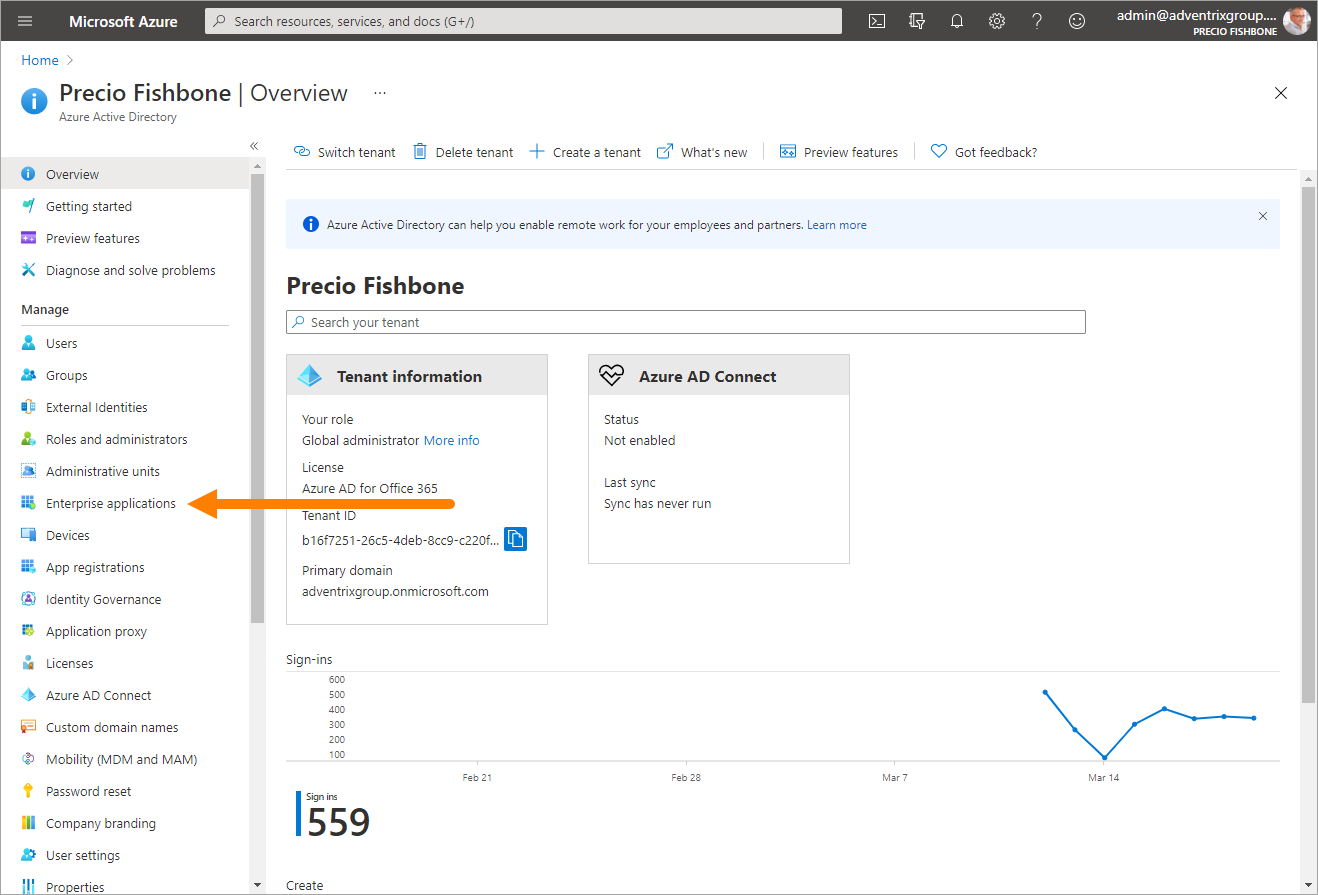 Microsoft Azure
Search resources, services, and docs (G+/)
admin@adventrixgroup....
PRECIO FISHBONE
Home
Precio Fishbone | Overview ...
Azure Active Directory
Overview
Getting started
Preview features
Diagnose and solve problems
Manage
Users
Groups
External Identities
Roles and administrators
Administrative units
Enterprise applications
Devices
App registrations
Identity Governance
Application proxy
Licenses
Azure AD Connect
Custom domain names
Mobility (MDM and MAM)
Password reset
Company branding
User settings
Properties
Switch tenant
Delete tenant
Create a tenant
What's new
Preview features
Got feedback?
Azure Active Directory can help you enable remote work for your employees and partners. Learn more
Precio Fishbone
Search your tenant
Tenant information
Your role
Global administrator More info
License
Azure AD for Office 365
Tenant ID
b16f7251-26c5-4deb-8cc9-c220f...
Primary domain
adventrixgroup.onmicrosoft.com
Azure AD Connect
Status
Not enabled
Last sync
Sync has never run
Sign-ins
600
500
400
300
200
100
Feb 21
Feb 28
Mar 7
Mar 14
Sign ins
559
Create